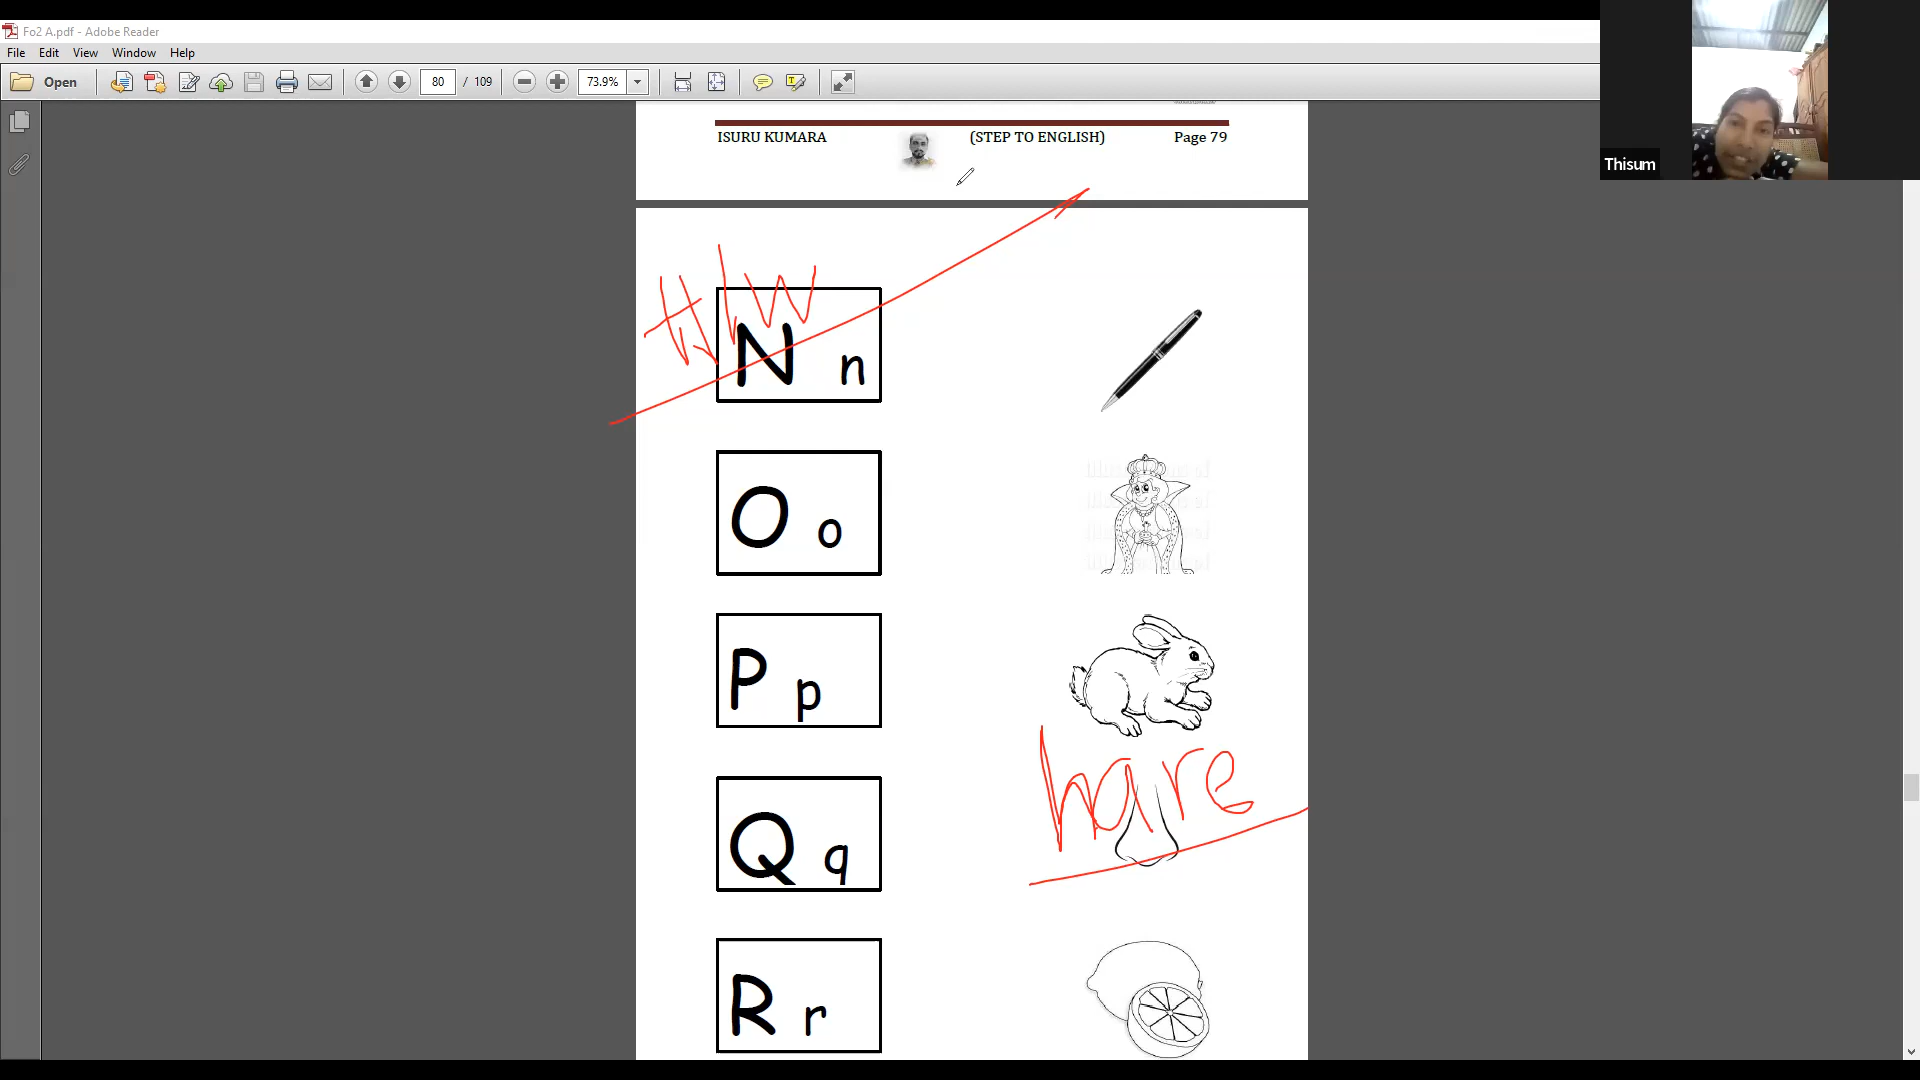 Fo2 A.pdf - Adobe Reader
File Edit View Window Help
Open 80 / 109 73.9%
ISURU KUMARA (STEP TO ENGLISH) Page 79
Thisum
N n
O o
P p
hare
Q q
R r